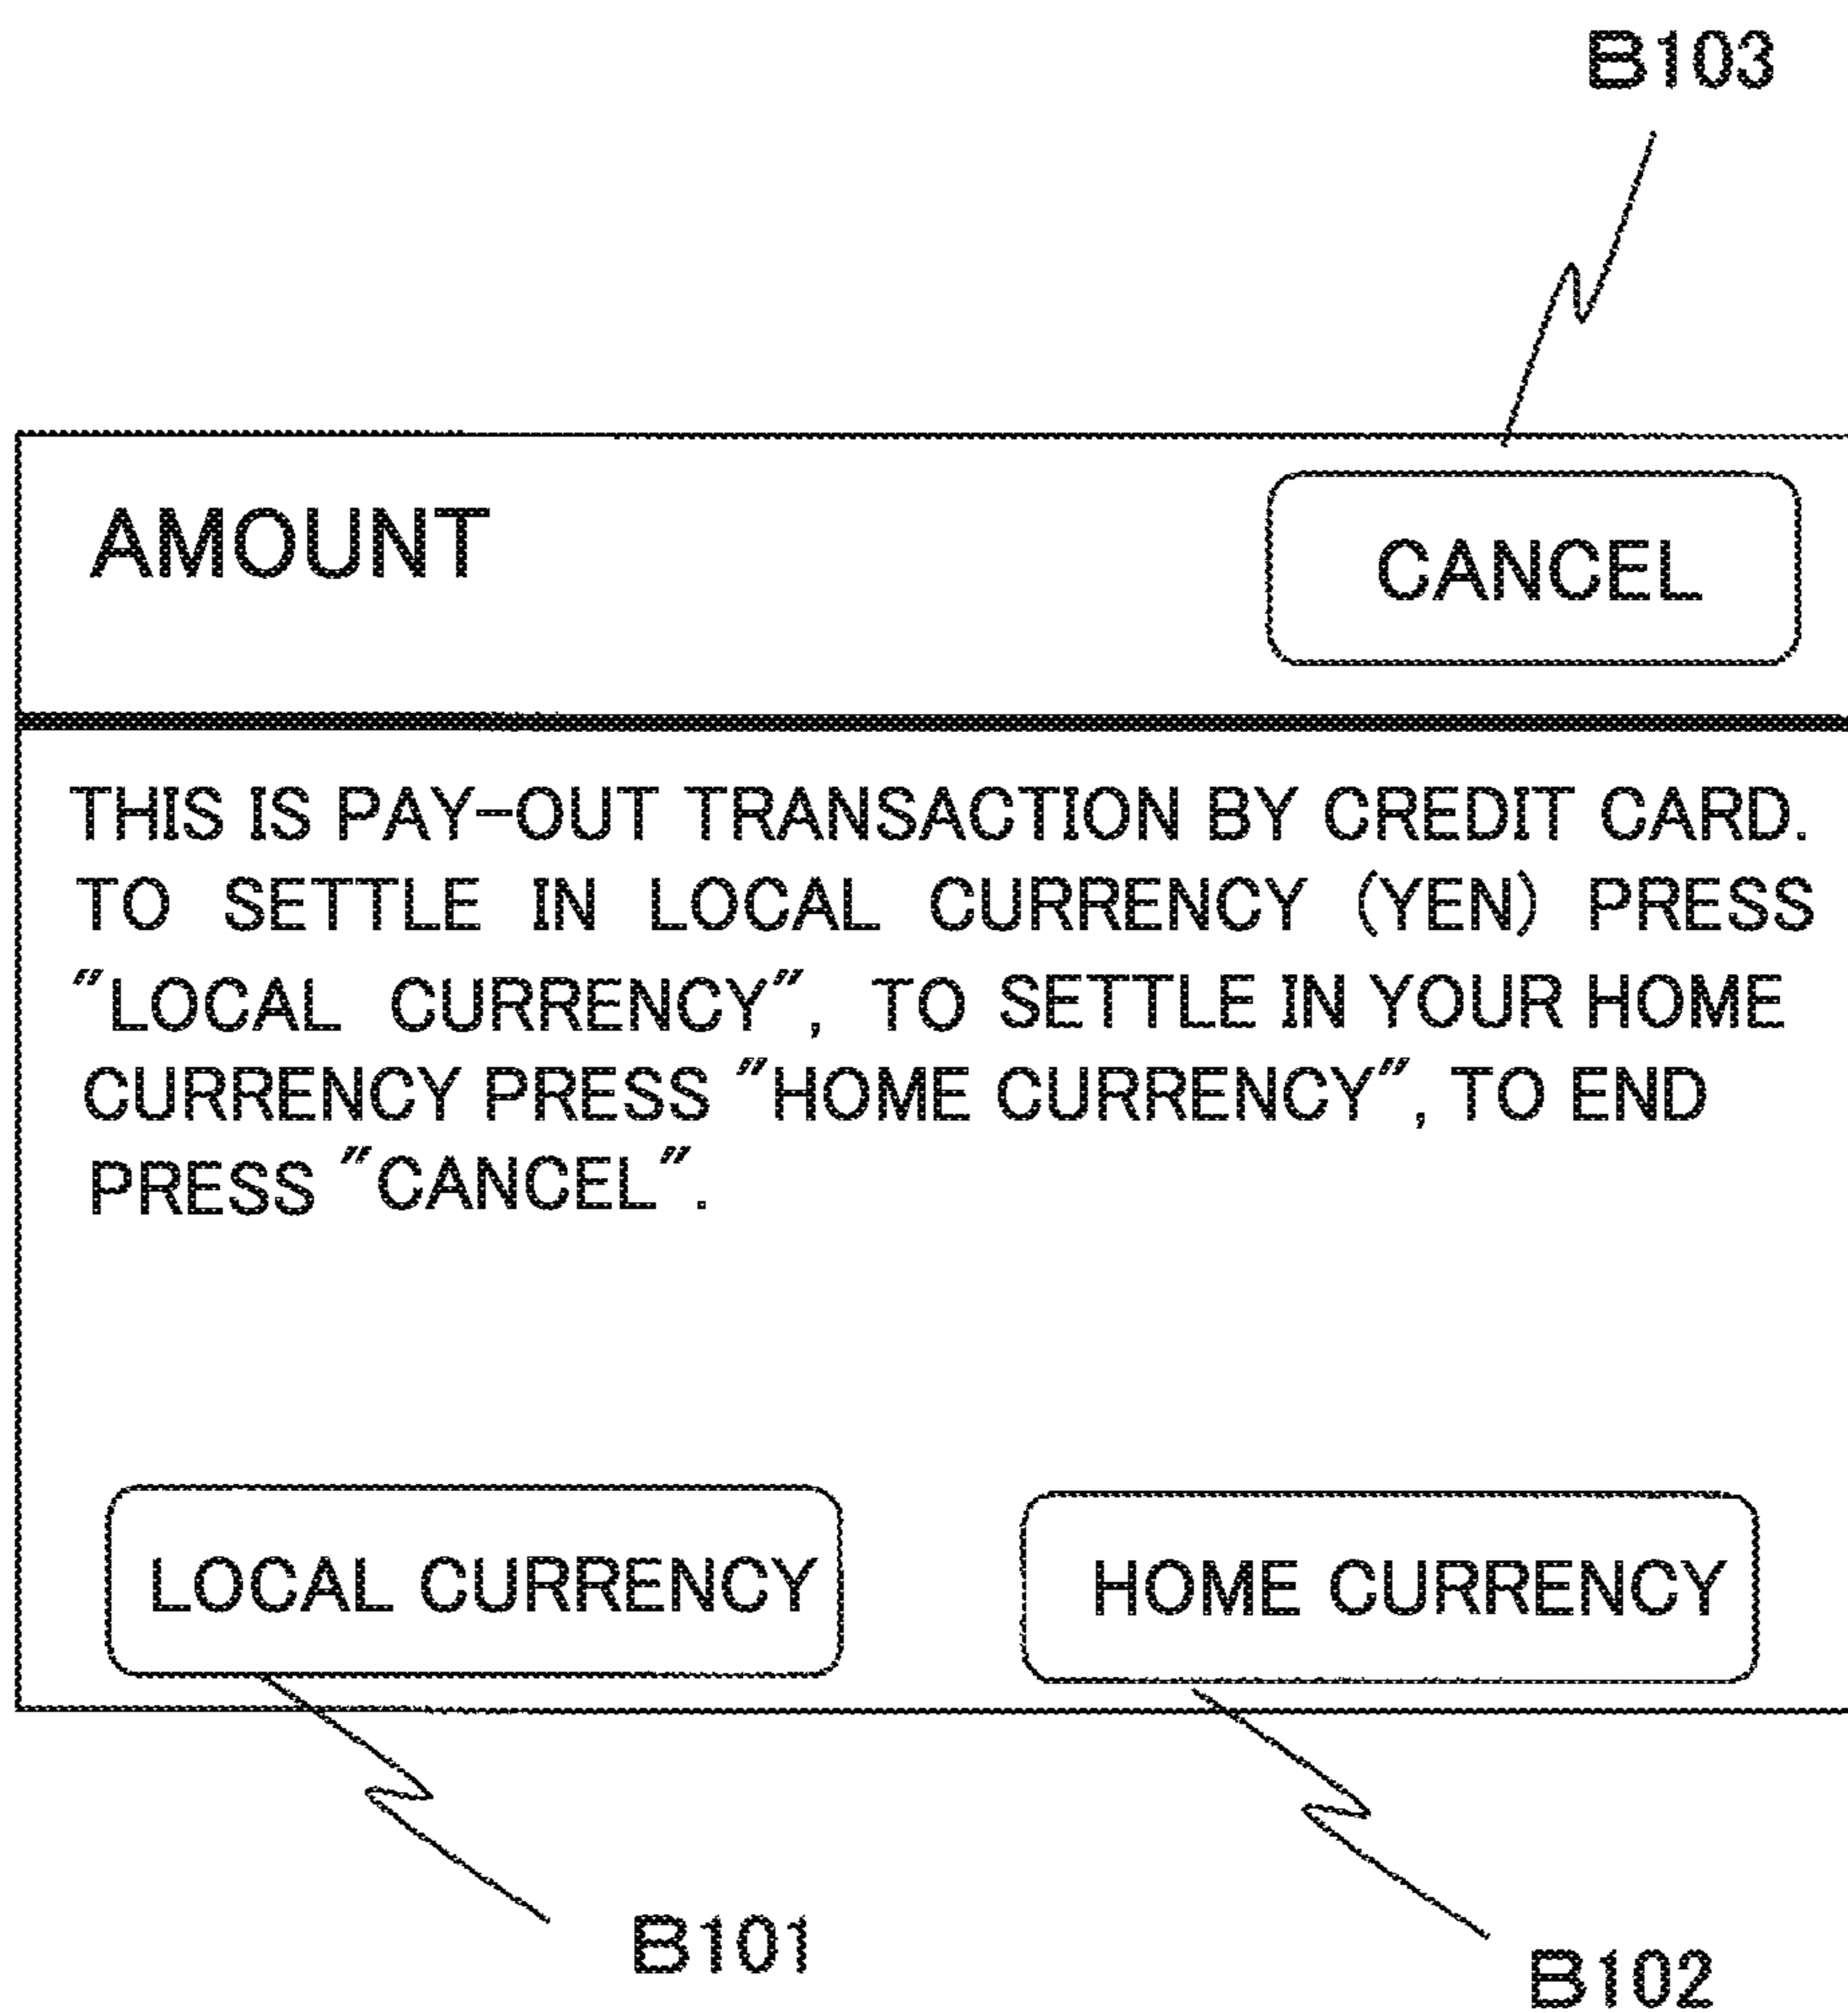 B103
AMOUNT
CANCEL
THIS IS PAY-OUT TRANSACTION BY CREDIT CARD.
TO SETTLE IN LOCAL CURRENCY (YEN) PRESS
"LOCAL CURRENCY", TO SETTLE IN YOUR HOME
CURRENCY PRESS "HOME CURRENCY", TO END
PRESS "CANCEL".
LOCAL CURRENCY
HOME CURRENCY
B101
B102